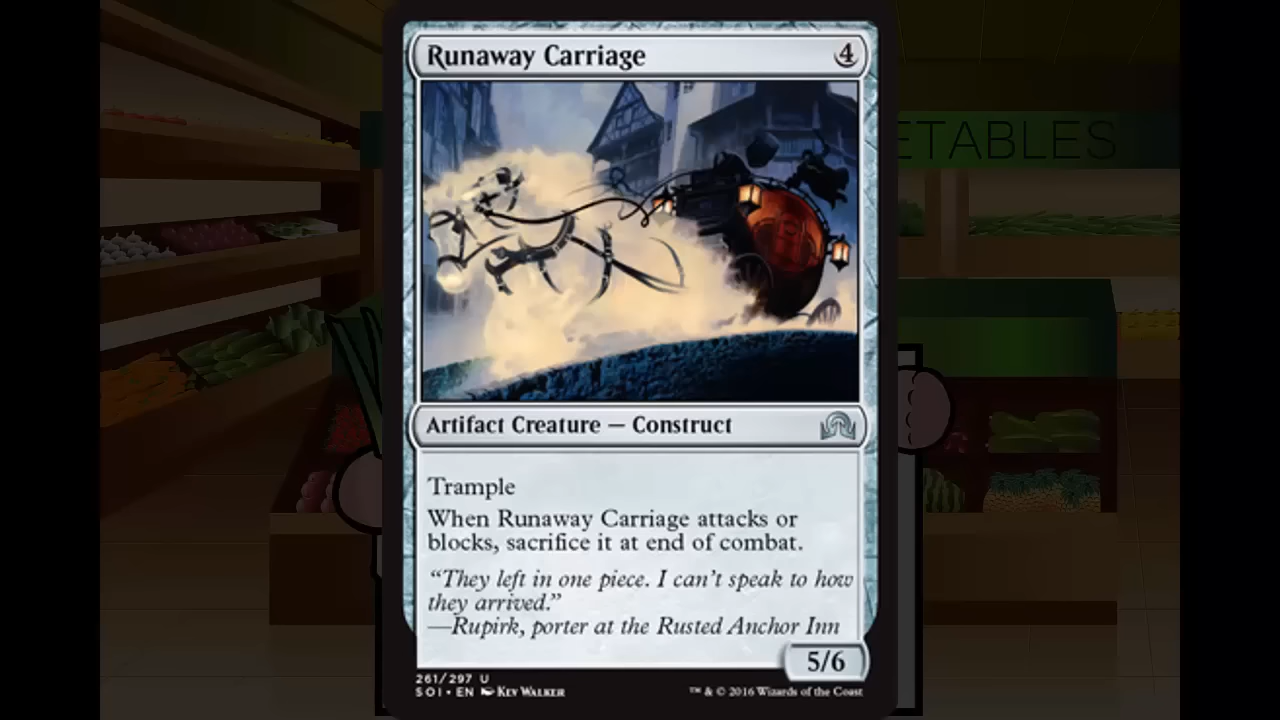 Runaway Carriage 4
ETABLES
Artifact Creature — Construct
Trample
When Runaway Carriage attacks or
blocks, sacrifice it at end of combat.
“They left in one piece. I can’t speak to how
they arrived.”
—Rupirk, porter at the Rusted Anchor Inn
5/6
261/297 U
SOI • EN Kev Walker
™ & © 2016 Wizards of the Coast